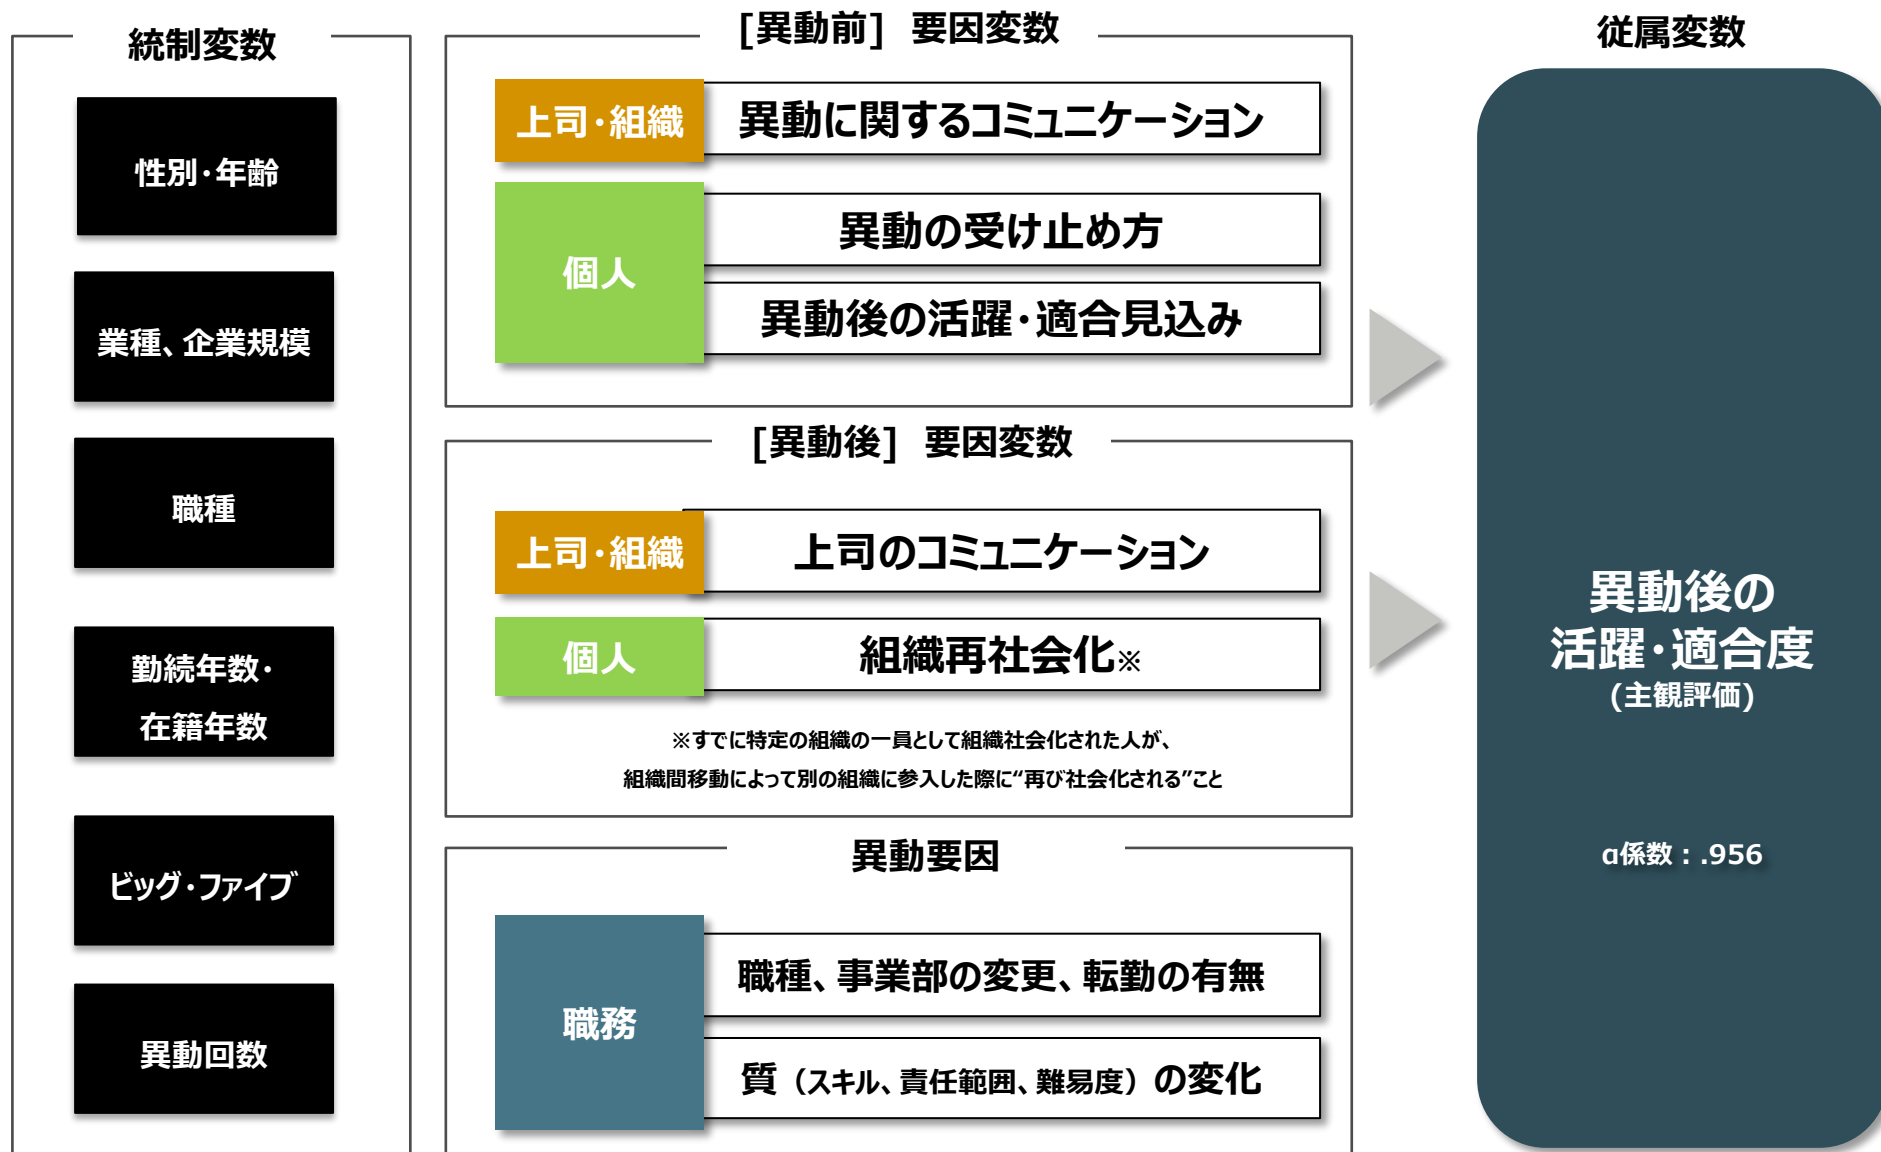 統制変数
性別・年齢
業種、企業規模
職種
勤続年数・
在籍年数
ビッグ・ファイブ
異動回数
[異動前] 要因変数
上司・組織
異動に関するコミュニケーション
個人
異動の受け止め方
異動後の活躍・適合見込み
[異動後] 要因変数
上司・組織
上司のコミュニケーション
個人
組織再社会化※
※すでに特定の組織の一員として組織社会化された人が、
組織間移動によって別の組織に参入した際に“再び社会化される”こと
異動要因
職務
職種、事業部の変更、転勤の有無
質（スキル、責任範囲、難易度）の変化
従属変数
異動後の
活躍・適合度
(主観評価)
α係数：.956